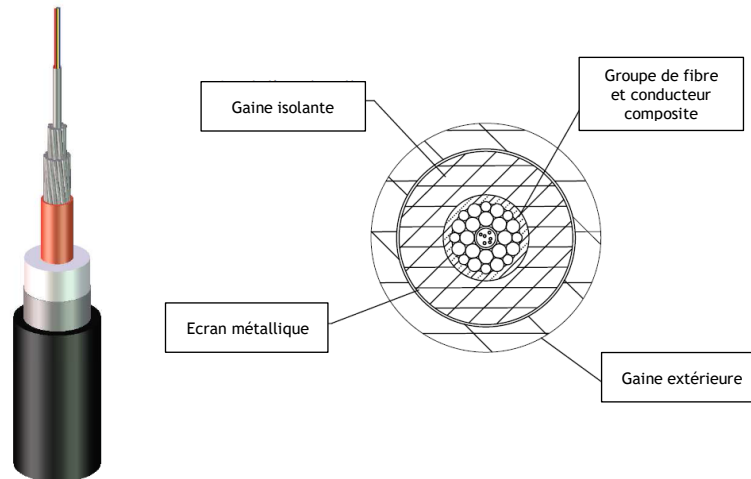 Gaine isolante
Groupe de fibre
et conducteur
composite
Ecran métallique
Gaine extérieure